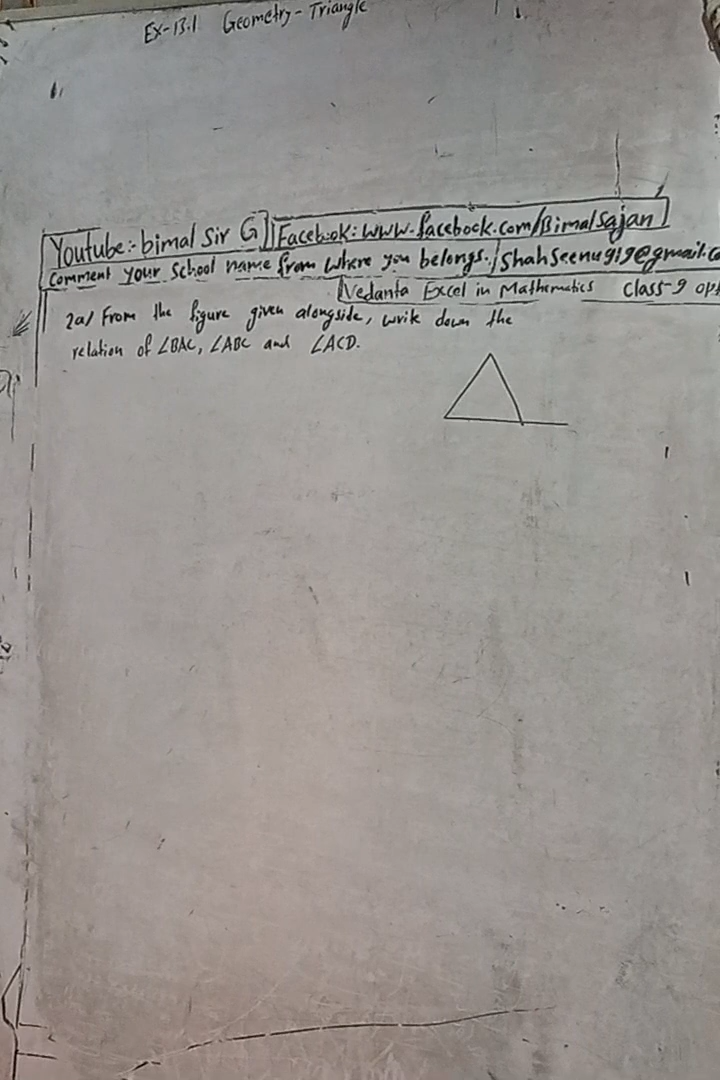 Ex-13.1 Geometry-Triangle
Youtube:- bimal Sir G Facebook: www.facebook.com/Bimalsajan
Comment your school name from where you belongs. /shahseenu919@gmail.co
Vedanta Excel in Mathematics Class-9 opt
2a/ From the figure given alongside, write down the
relation of ∠BAC, ∠ABC and ∠ACD.